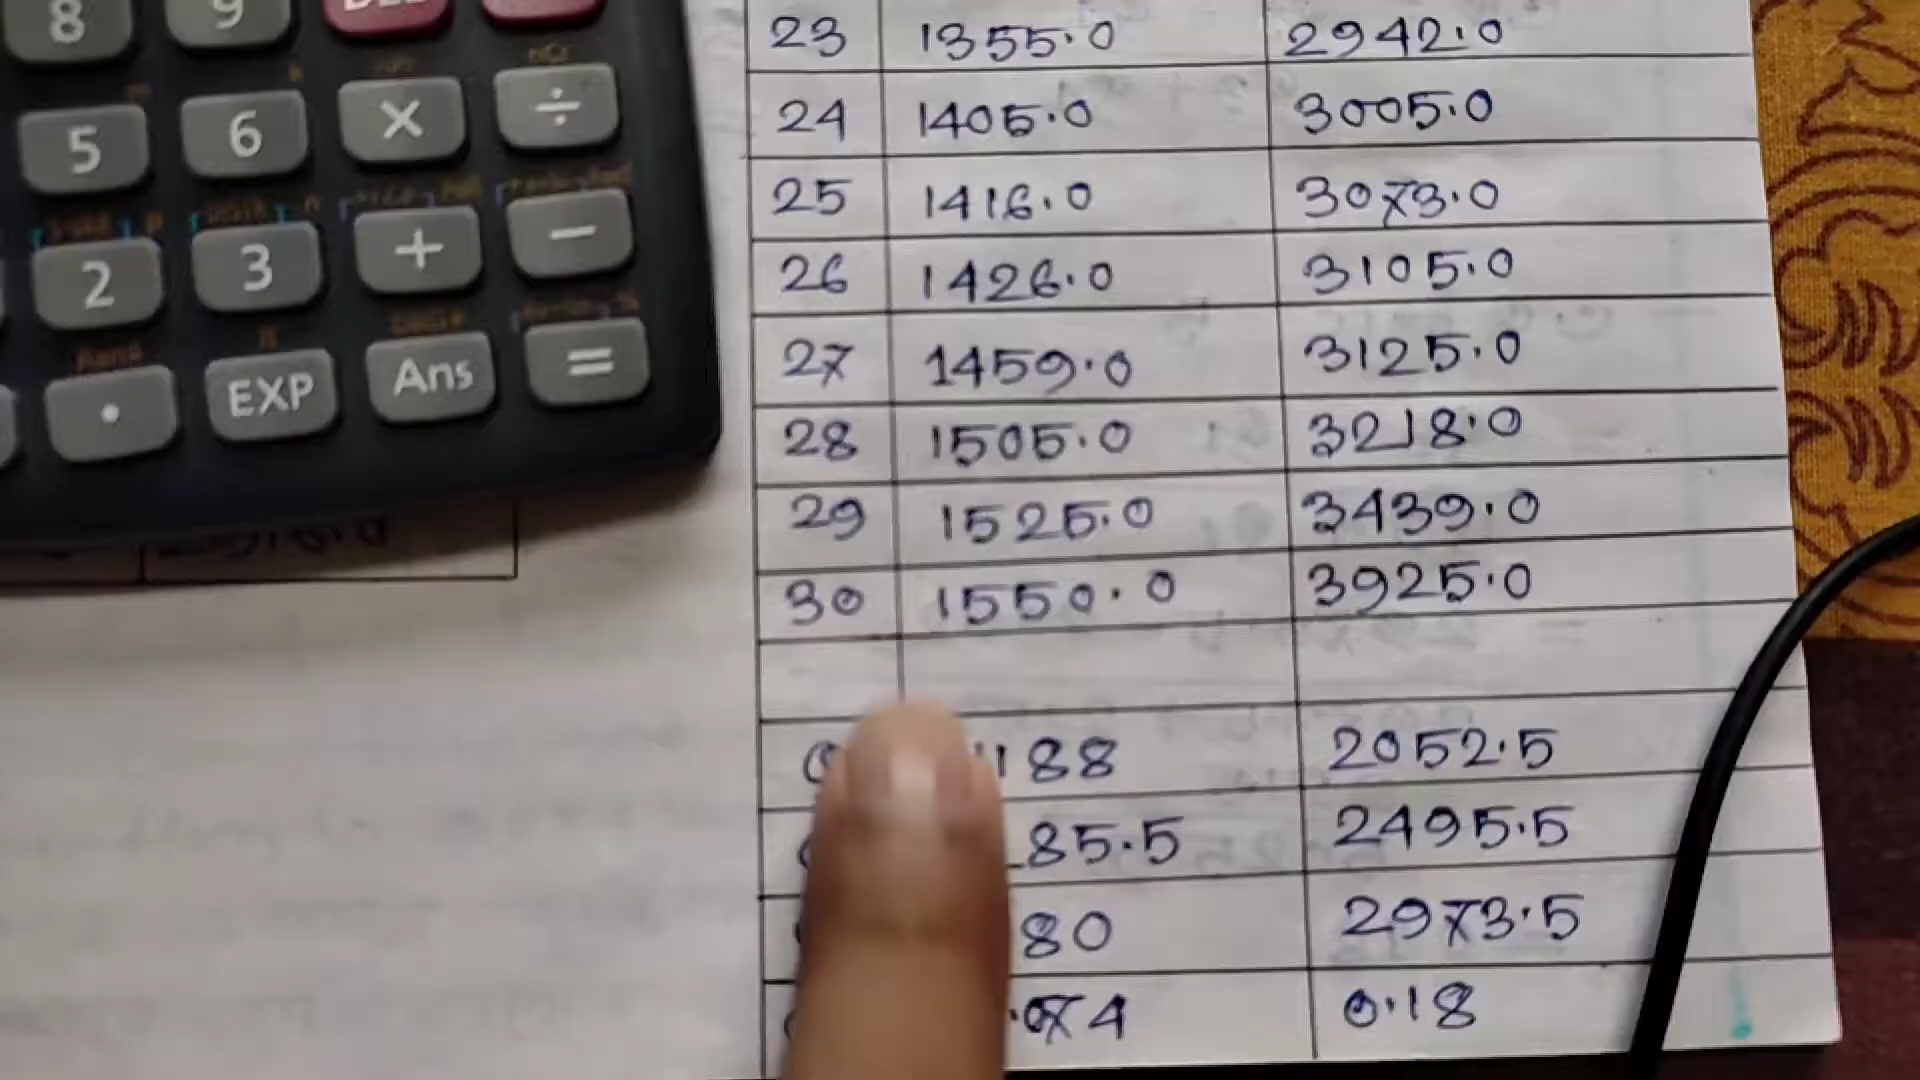 8 9 DEL
5 6 × ÷
2 3 + −
. EXP Ans =
23 1355.0 2942.0
24 1405.0 3005.0
25 1416.0 3073.0
26 1426.0 3105.0
27 1459.0 3125.0
28 1505.0 3218.0
29 1525.0 3439.0
30 1550.0 3925.0
188 2052.5
85.5 2495.5
80 2973.5
.074 0.18